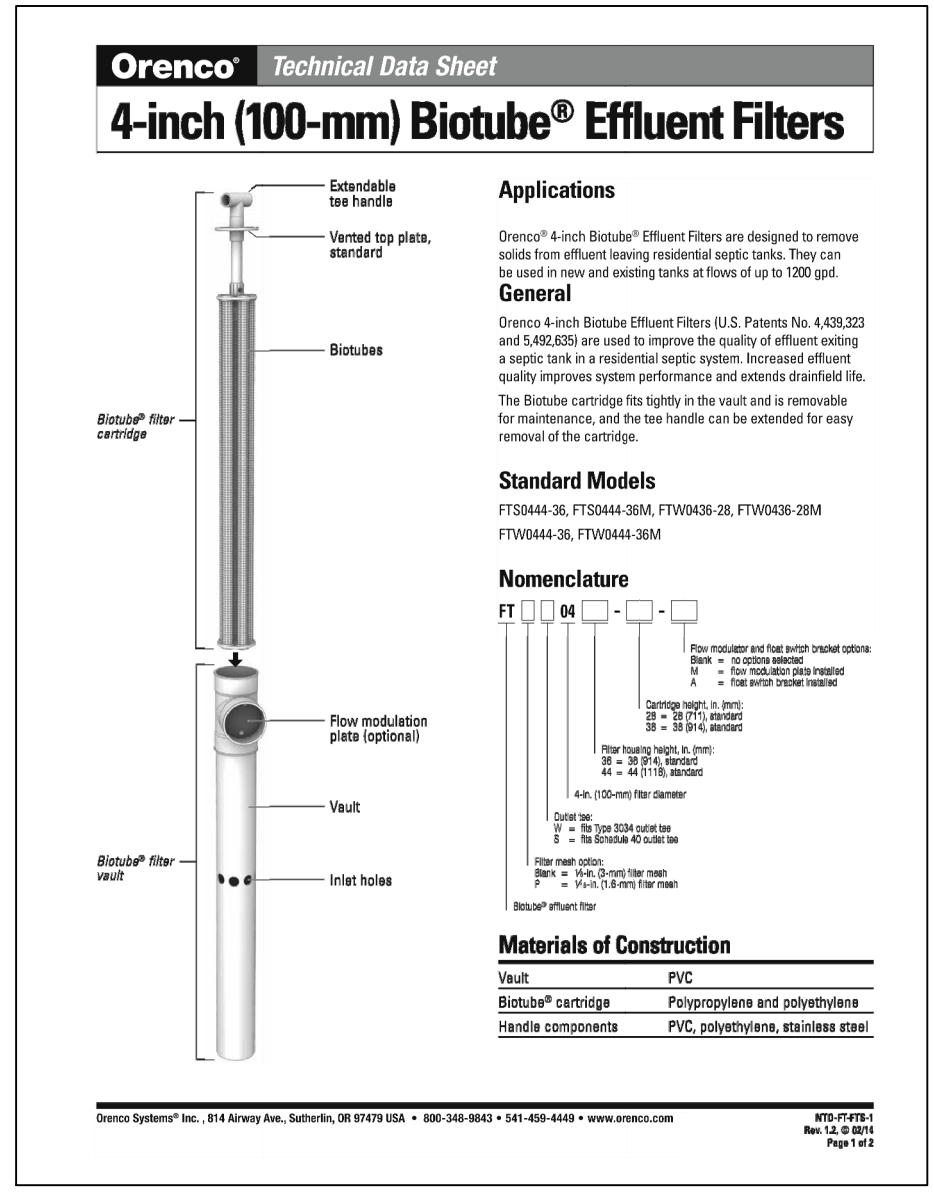 Orenco® Technical Data Sheet
4-inch (100-mm) Biotube® Effluent Filters
Extendable
tee handle
Vented top plate,
standard
Biotubes
Biotube® filter
cartridge
Flow modulation
plate (optional)
Vault
Biotube® filter
vault
Inlet holes
Applications
Orenco® 4-inch Biotube® Effluent Filters are designed to remove
solids from effluent leaving residential septic tanks. They can
be used in new and existing tanks at flows of up to 1200 gpd.
General
Orenco 4-inch Biotube Effluent Filters (U.S. Patents No. 4,439,323
and 5,492,635) are used to improve the quality of effluent exiting
a septic tank in a residential septic system. Increased effluent
quality improves system performance and extends drainfield life.
The Biotube cartridge fits tightly in the vault and is removable
for maintenance, and the tee handle can be extended for easy
removal of the cartridge.
Standard Models
FTS0444-36, FTS0444-36M, FTW0436-28, FTW0436-28M
FTW0444-36, FTW0444-36M
Nomenclature
FT 04 - -
Flow modulator and float switch bracket options:
Blank = no options selected
M = flow modulation plate installed
A = float switch bracket installed
Cartridge height, in. (mm):
28 = 28 (711), standard
36 = 36 (914), standard
Filter housing height, in. (mm):
36 = 36 (914), standard
44 = 44 (1118), standard
4-in. (100-mm) filter diameter
Outlet tee:
W = fits Type 3034 outlet tee
S = fits Schedule 40 outlet tee
Filter mesh option:
Blank = 1⁄8-in. (3-mm) filter mesh
P = 1⁄16-in. (1.6-mm) filter mesh
Biotube® effluent filter
Materials of Construction
Vault PVC
Biotube® cartridge Polypropylene and polyethylene
Handle components PVC, polyethylene, stainless steel
Orenco Systems® Inc. , 814 Airway Ave., Sutherlin, OR 97479 USA • 800-348-9843 • 541-459-4449 • www.orenco.com
NTD-FT-FTS-1
Rev. 1.2, © 02/14
Page 1 of 2